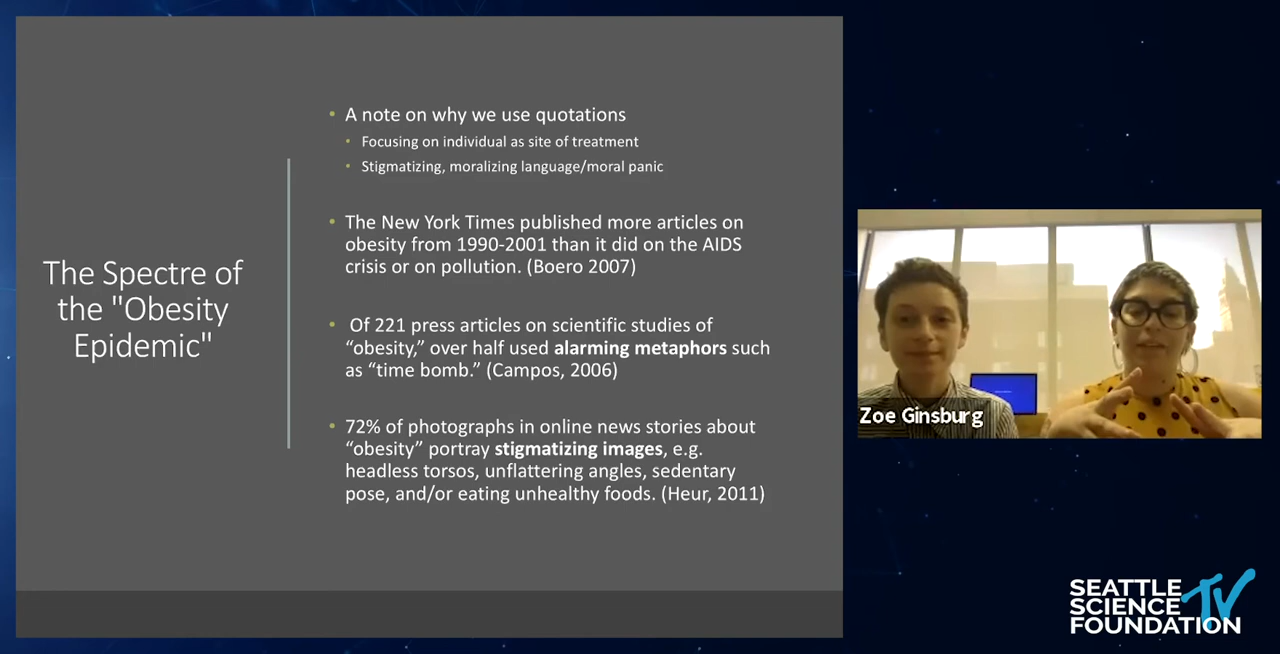 The Spectre of
the "Obesity
Epidemic"
A note on why we use quotations
Focusing on individual as site of treatment
Stigmatizing, moralizing language/moral panic
The New York Times published more articles on
obesity from 1990-2001 than it did on the AIDS
crisis or on pollution. (Boero 2007)
Of 221 press articles on scientific studies of
“obesity,” over half used alarming metaphors such
as “time bomb.” (Campos, 2006)
72% of photographs in online news stories about
“obesity” portray stigmatizing images, e.g.
headless torsos, unflattering angles, sedentary
pose, and/or eating unhealthy foods. (Heur, 2011)
Zoe Ginsburg
SEATTLE
SCIENCE TV
FOUNDATION